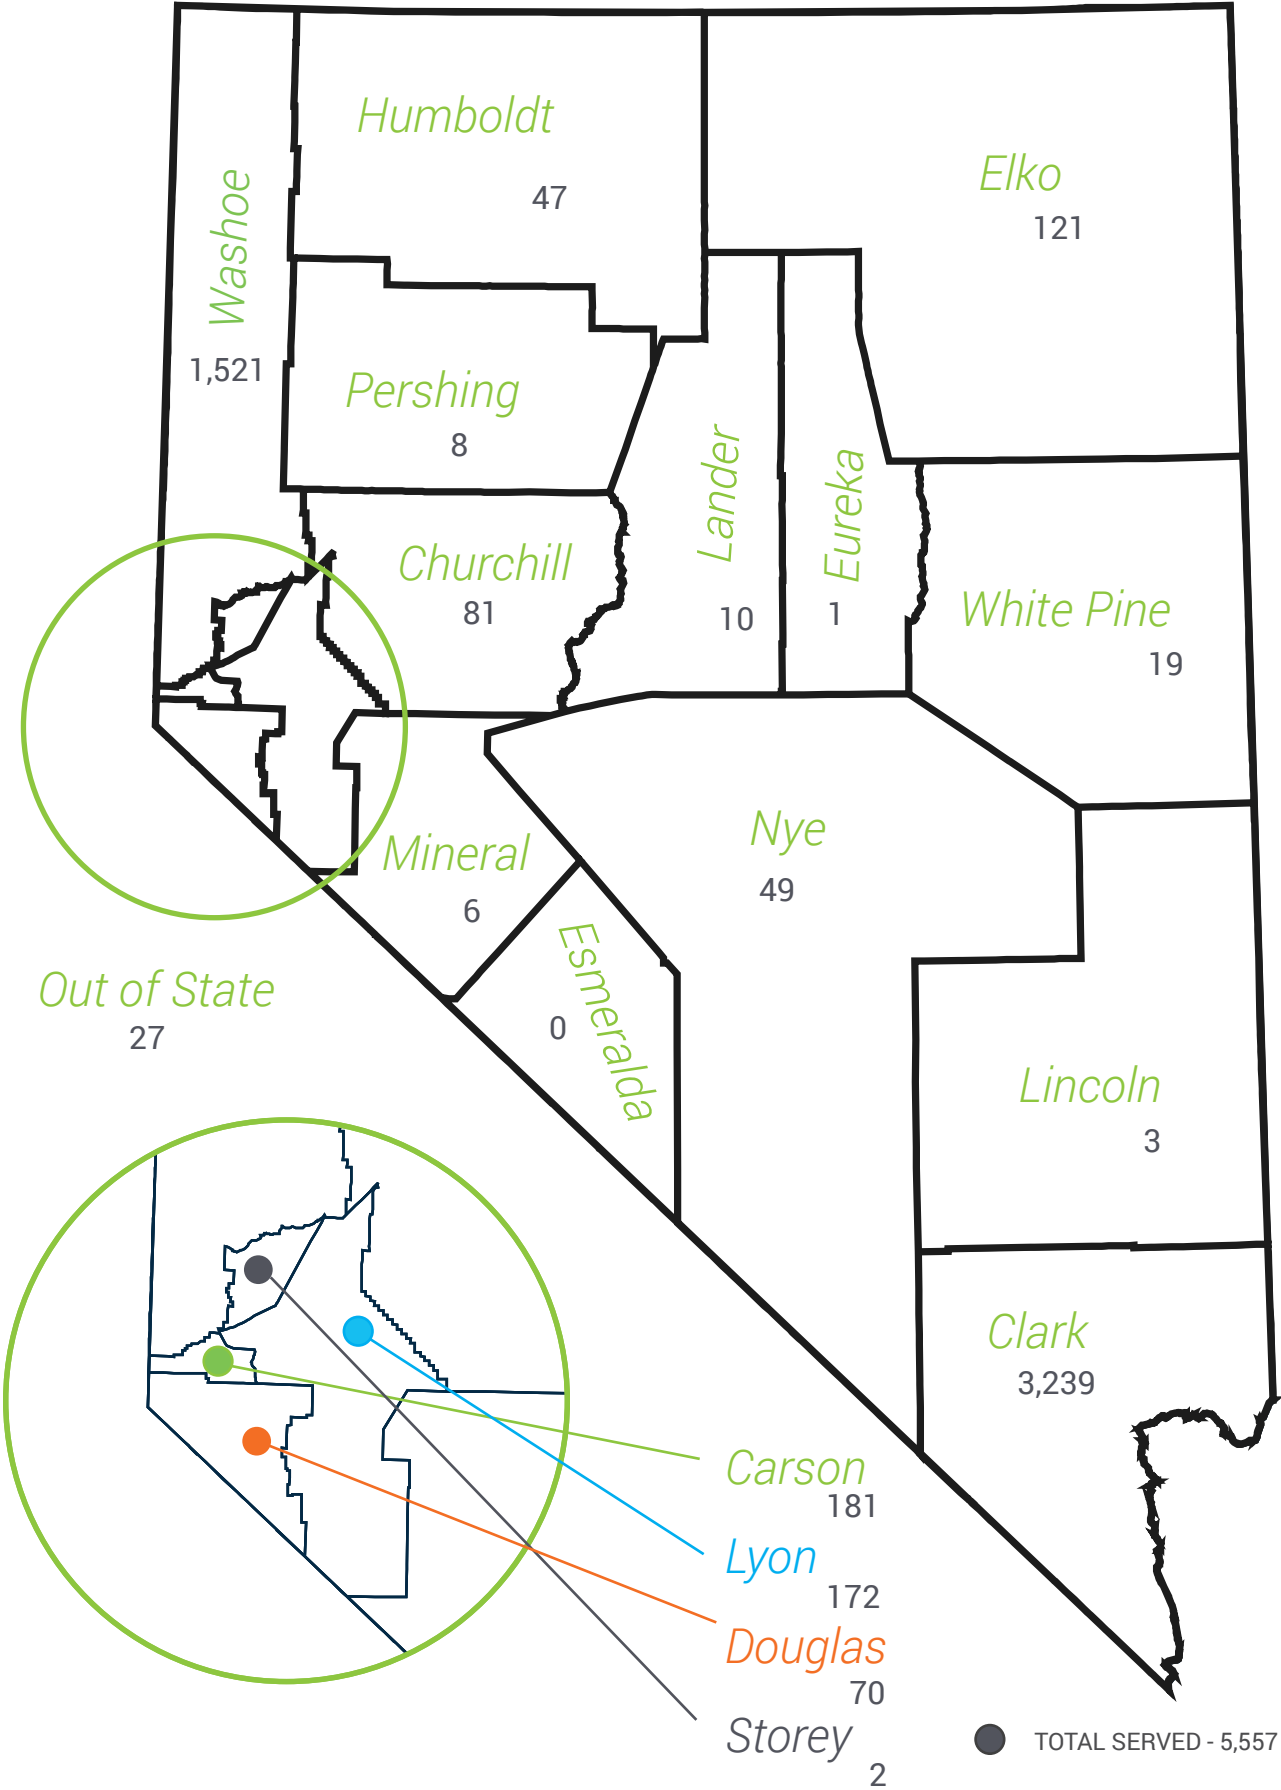 Humboldt
47
Elko
121
Washoe
1,521
Pershing
8
Lander
10
Eureka
1
Churchill
81
White Pine
19
Nye
49
Mineral
6
Esmeralda
0
Out of State
27
Lincoln
3
Clark
3,239
Carson
181
Lyon
172
Douglas
70
Storey
2
TOTAL SERVED - 5,557